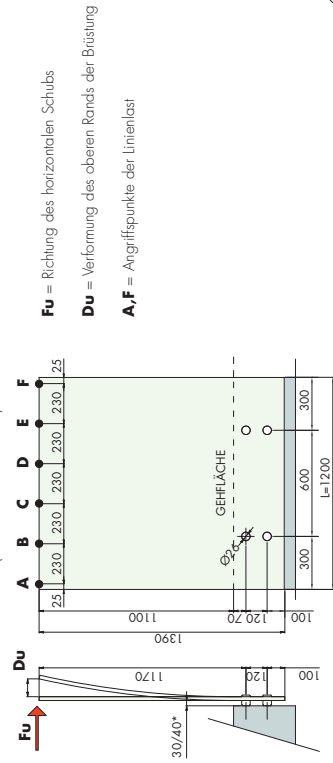 Fu = Richtung des horizontalen Schubs
Du = Verformung des oberen Rands der Brüstung
A,F = Angriffspunkte der Linienlast
A B C D E F
25 230 230 230 230 230 25
GEHFLÄCHE
Ø26
300 600 300
L=1200
1100
70
120
100
1390
Du
Fu
1170
120
100
30/40*